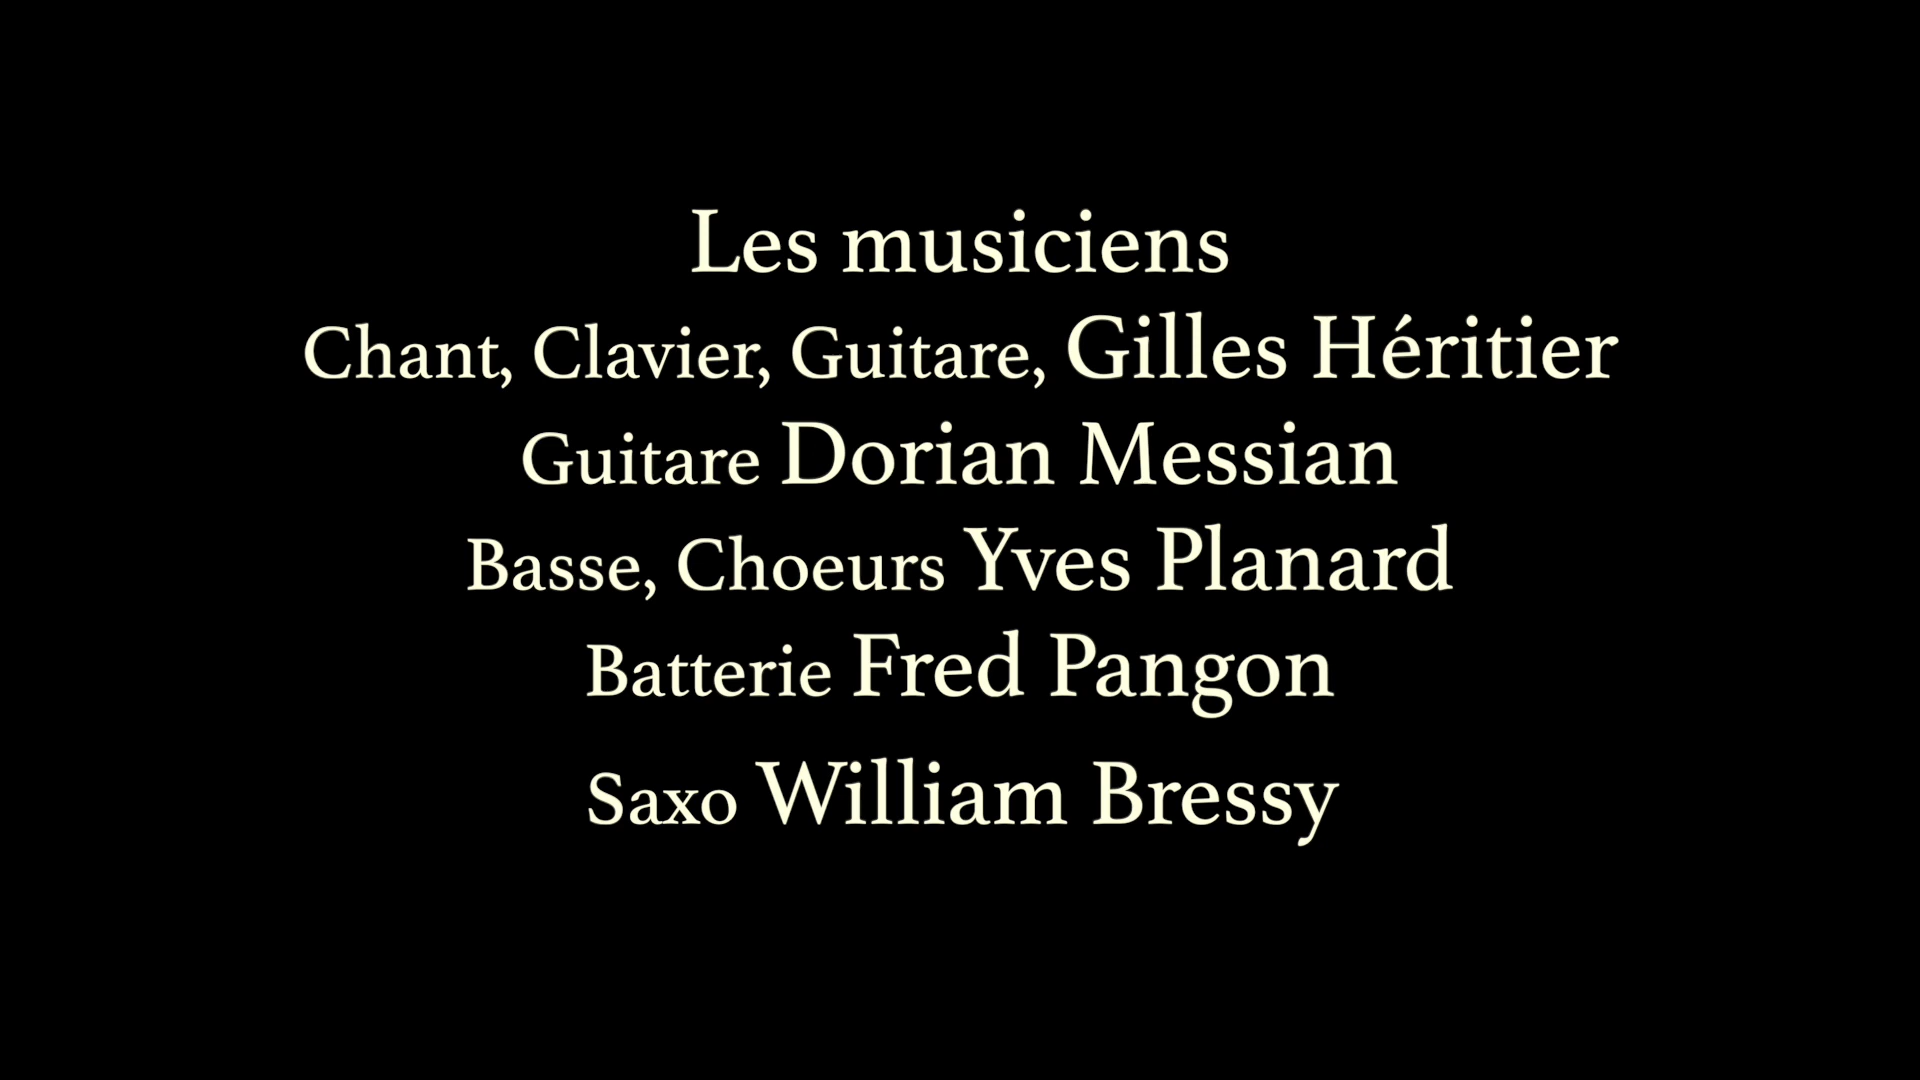 Les musiciens
Chant, Clavier, Guitare, Gilles Héritier
Guitare Dorian Messian
Basse, Choeurs Yves Planard
Batterie Fred Pangon
Saxo William Bressy